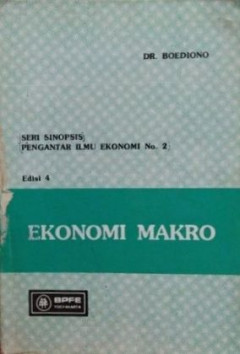 DR. BOEDIONO
SERI SINOPSIS
PENGANTAR ILMU EKONOMI No. 2
Edisi 4
EKONOMI MAKRO
BPFE
YOGYAKARTA